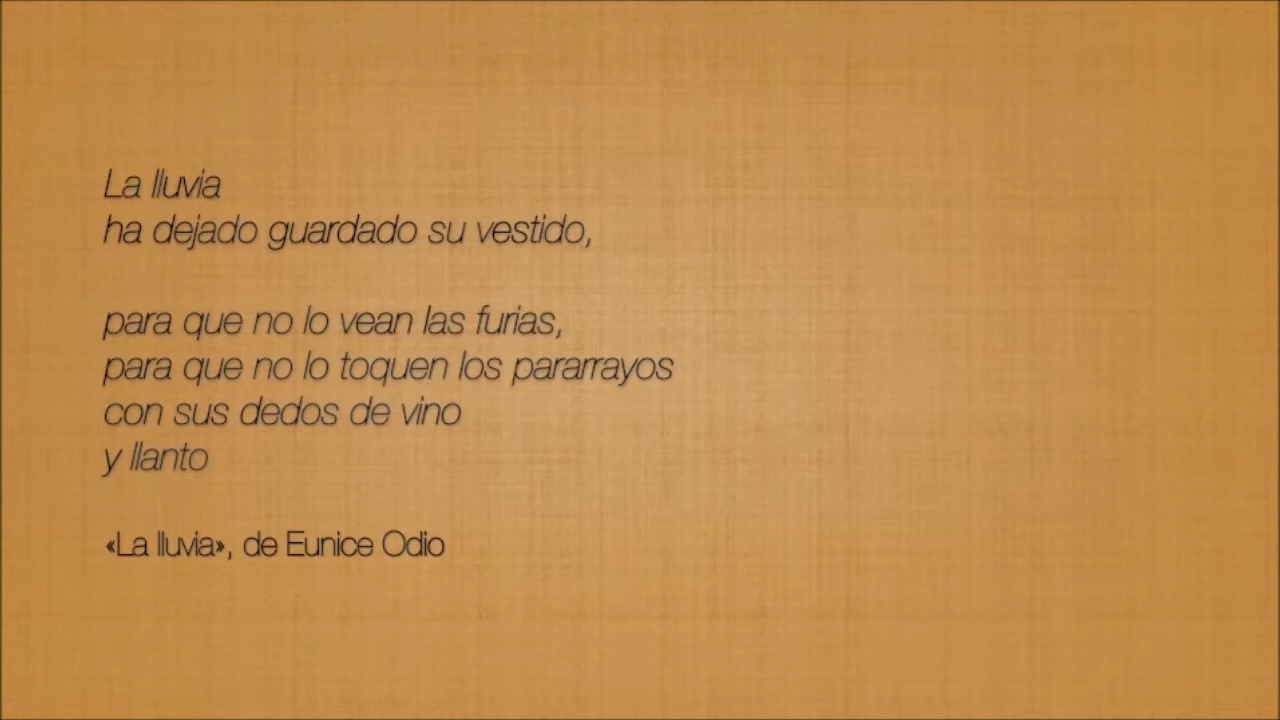 La lluvia
ha dejado guardado su vestido,
para que no lo vean las furias,
para que no lo toquen los pararrayos
con sus dedos de vino
y llanto
«La lluvia», de Eunice Odio